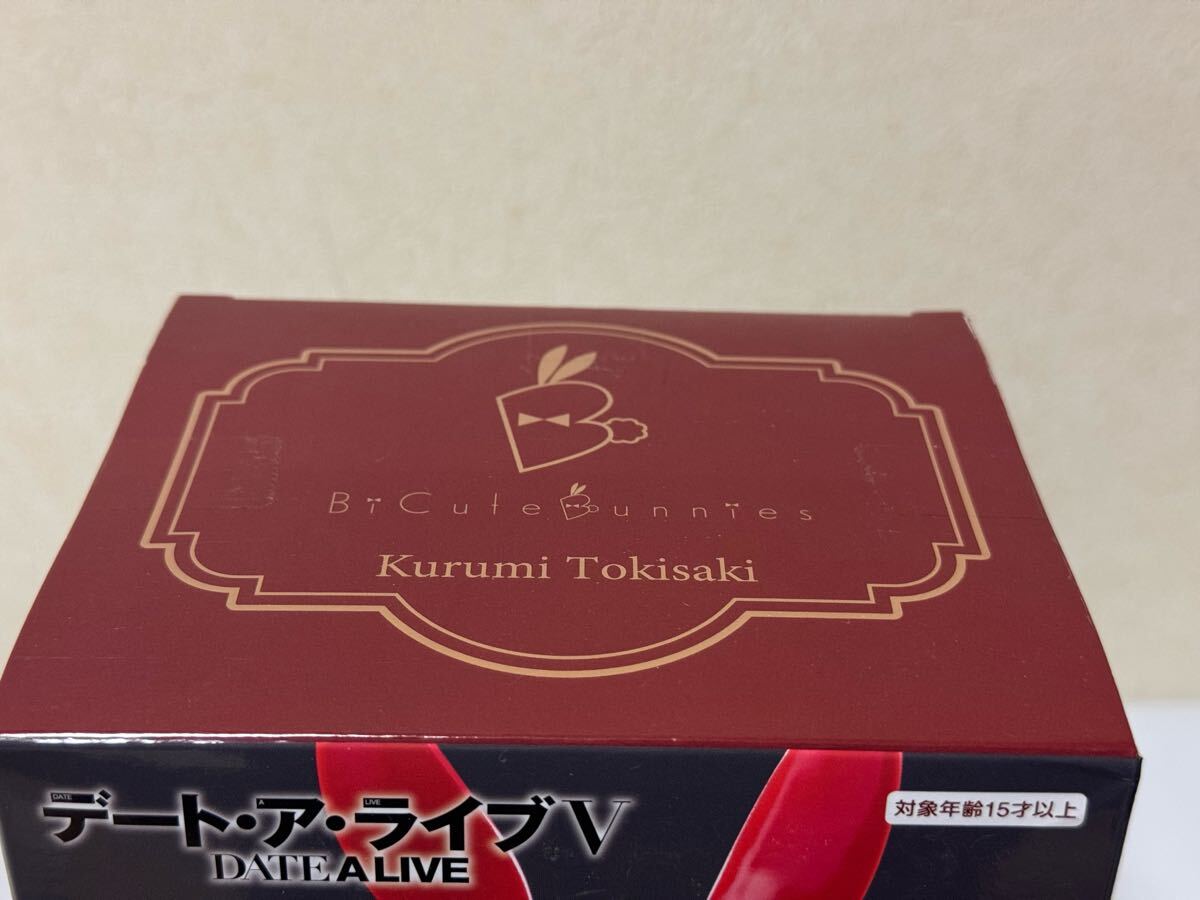 BiCute Bunnies
Kurumi Tokisaki
デート・ア・ライブV
DATE A LIVE
DATE A LIVE
対象年齢15才以上